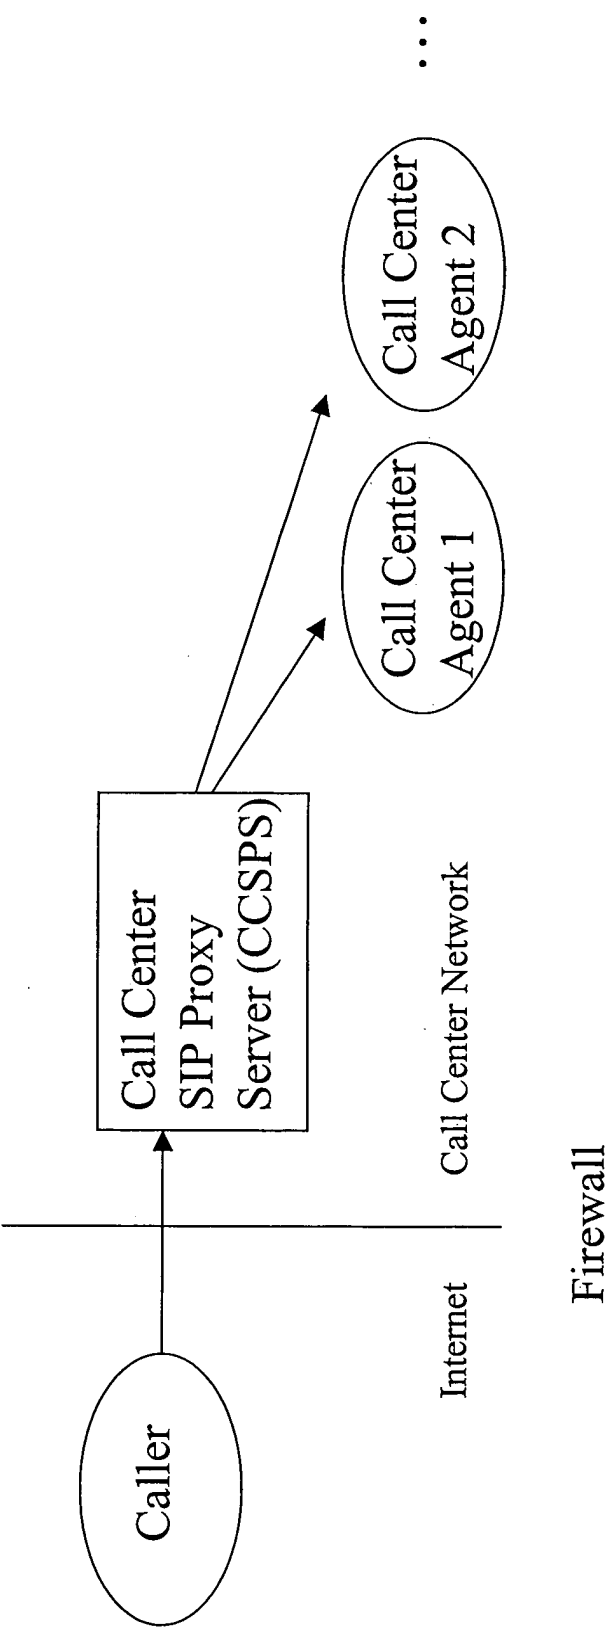 Caller
Call Center
SIP Proxy
Server (CCSPS)
Call Center
Agent 1
Call Center
Agent 2
...
Internet
Call Center Network
Firewall